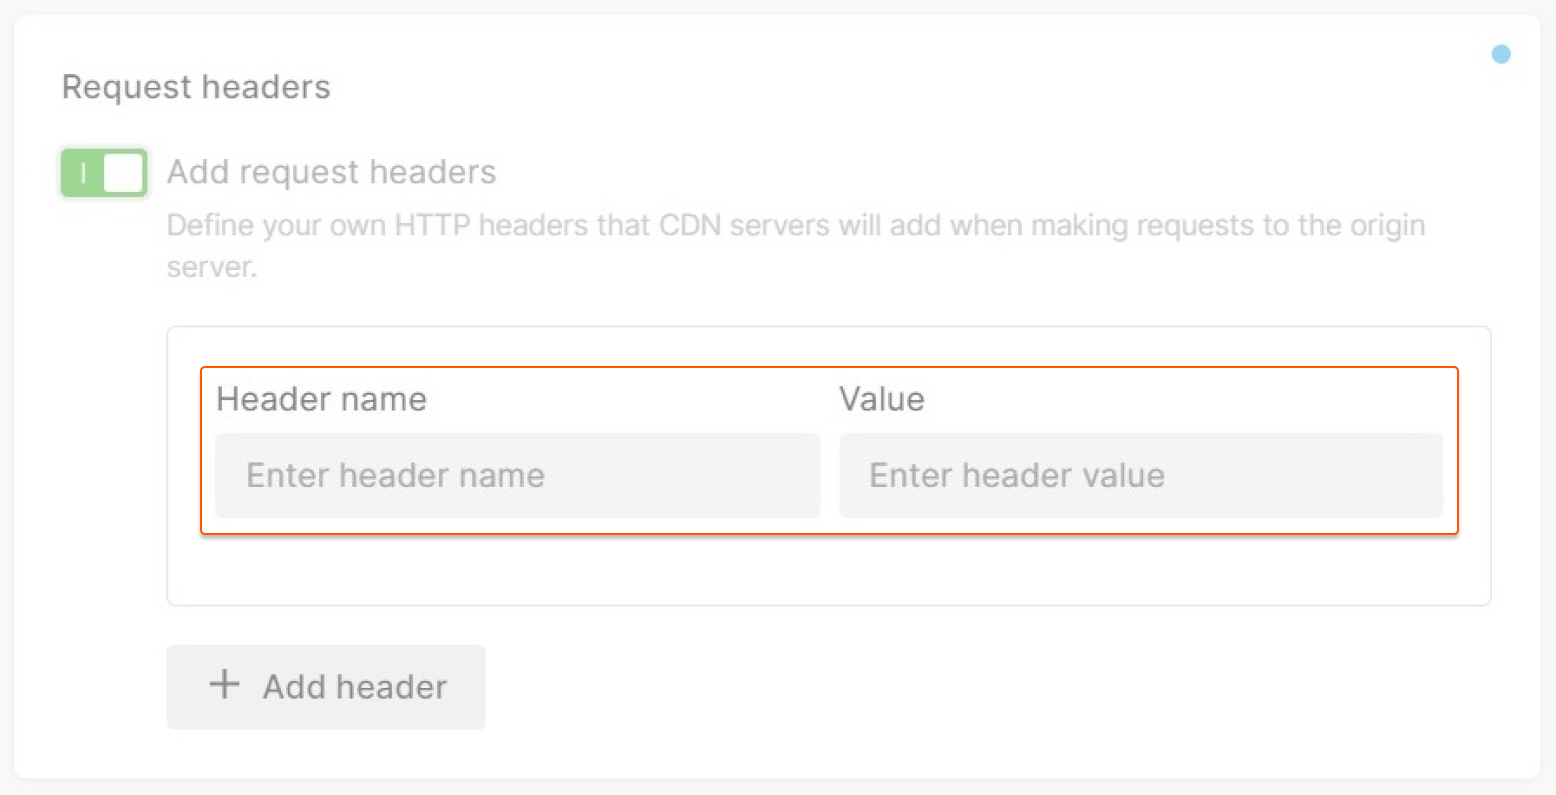 Request headers
Add request headers
Define your own HTTP headers that CDN servers will add when making requests to the origin
server.
Header name
Value
Enter header name
Enter header value
Add header